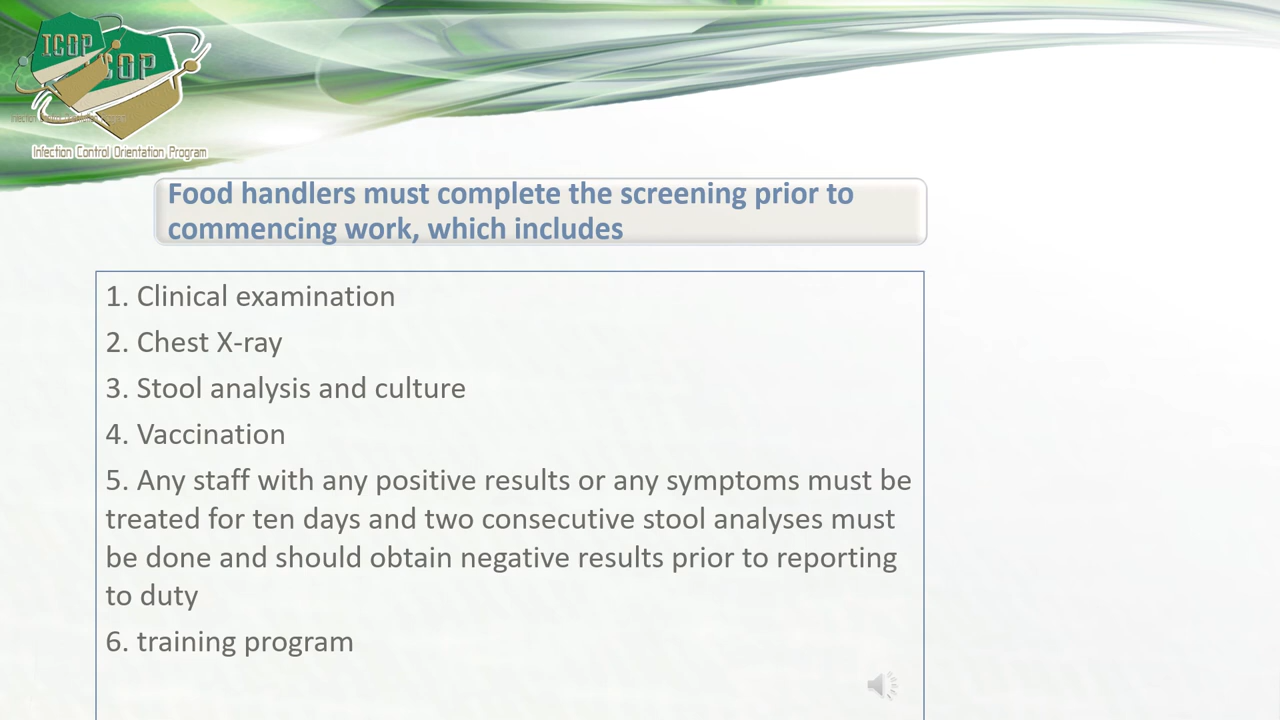 ICOP
ICOP
Infection Control Orientation Program
Food handlers must complete the screening prior to
commencing work, which includes
1. Clinical examination
2. Chest X-ray
3. Stool analysis and culture
4. Vaccination
5. Any staff with any positive results or any symptoms must be
treated for ten days and two consecutive stool analyses must
be done and should obtain negative results prior to reporting
to duty
6. training program